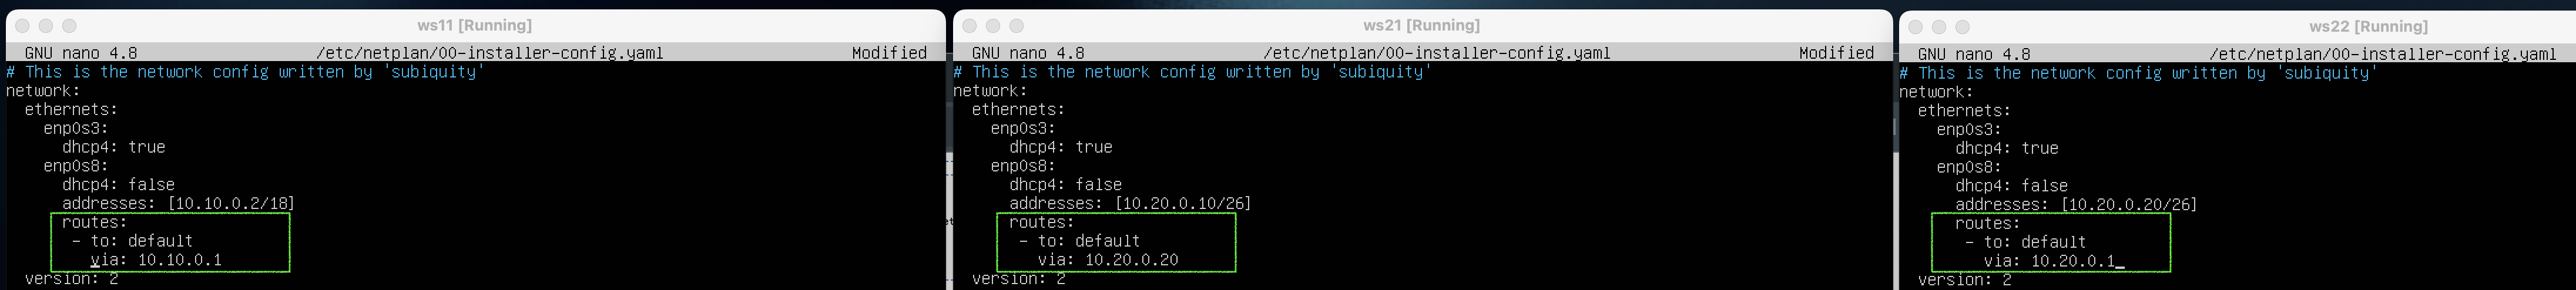 ws11 [Running]
GNU nano 4.8 /etc/netplan/00-installer-config.yaml Modified
# This is the network config written by 'subiquity'
network:
  ethernets:
    enp0s3:
      dhcp4: true
    enp0s8:
      dhcp4: false
      addresses: [10.10.0.2/18]
      routes:
       - to: default
         via: 10.10.0.1
  version: 2
ws21 [Running]
GNU nano 4.8 /etc/netplan/00-installer-config.yaml Modified
# This is the network config written by 'subiquity'
network:
  ethernets:
    enp0s3:
      dhcp4: true
    enp0s8:
      dhcp4: false
      addresses: [10.20.0.10/26]
      routes:
       - to: default
         via: 10.20.0.20
  version: 2
ws22 [Running]
GNU nano 4.8 /etc/netplan/00-installer-config.yaml
# This is the network config written by 'subiquity'
network:
  ethernets:
    enp0s3:
      dhcp4: true
    enp0s8:
      dhcp4: false
      addresses: [10.20.0.20/26]
      routes:
       - to: default
         via: 10.20.0.1
  version: 2